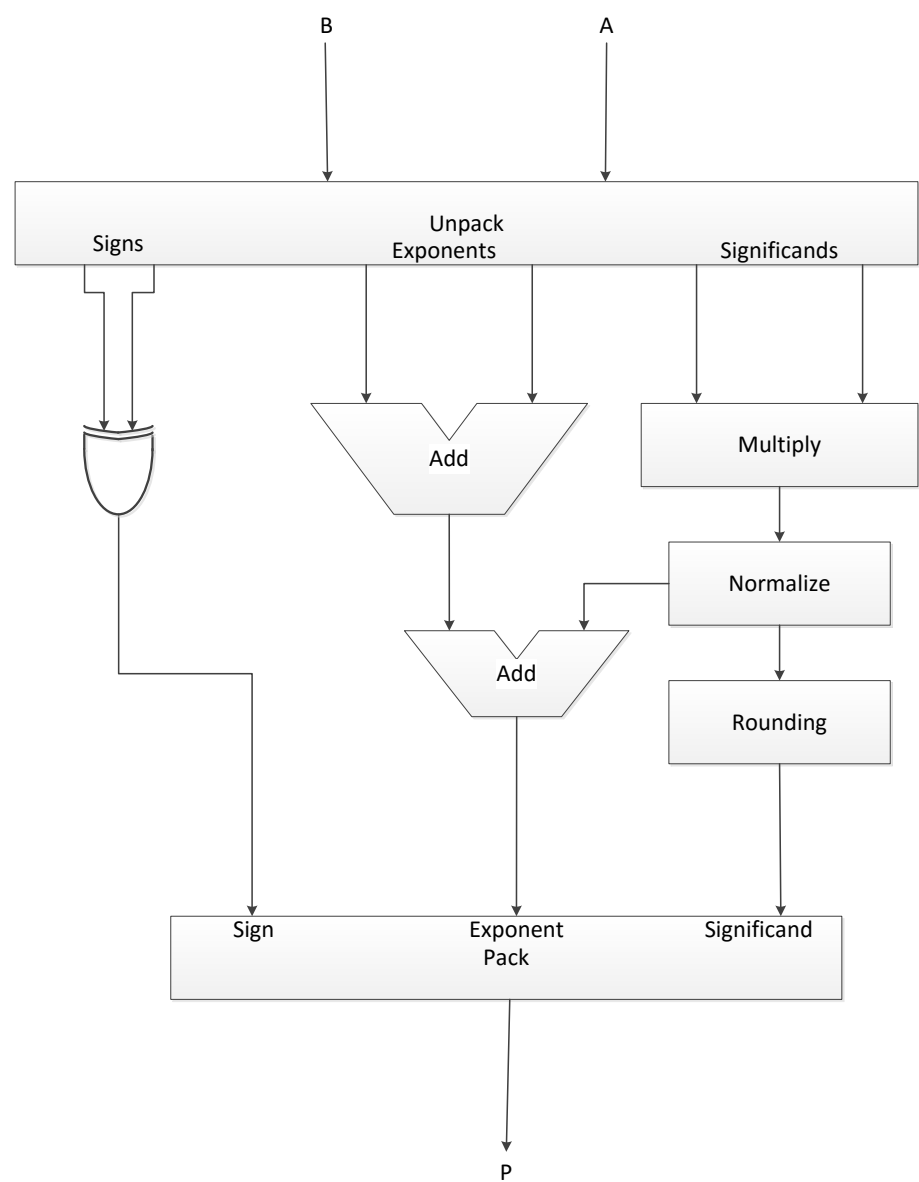 B
A
Unpack
Signs
Exponents
Significands
Add
Multiply
Normalize
Add
Rounding
Sign
Exponent
Significand
Pack
P